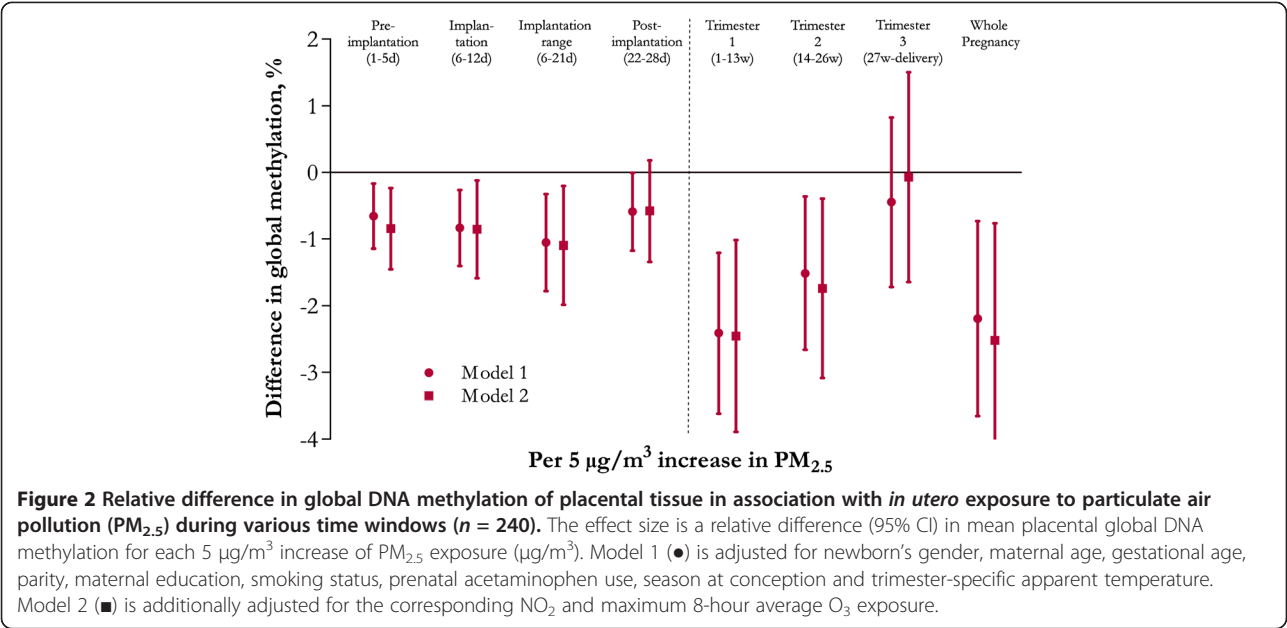 Pre-
implantation
(1-5d)
Implan-
tation
(6-12d)
Implantation
range
(6-21d)
Post-
implantation
(22-28d)
Trimester
1
(1-13w)
Trimester
2
(14-26w)
Trimester
3
(27w-delivery)
Whole
Pregnancy
Difference in global methylation, %
2
1
0
-1
-2
-3
-4
● Model 1
■ Model 2
Per 5 µg/m³ increase in PM₂.₅
Figure 2 Relative difference in global DNA methylation of placental tissue in association with in utero exposure to particulate air
pollution (PM₂.₅) during various time windows (n = 240). The effect size is a relative difference (95% CI) in mean placental global DNA
methylation for each 5 µg/m³ increase of PM₂.₅ exposure (µg/m³). Model 1 (●) is adjusted for newborn's gender, maternal age, gestational age,
parity, maternal education, smoking status, prenatal acetaminophen use, season at conception and trimester-specific apparent temperature.
Model 2 (■) is additionally adjusted for the corresponding NO₂ and maximum 8-hour average O₃ exposure.